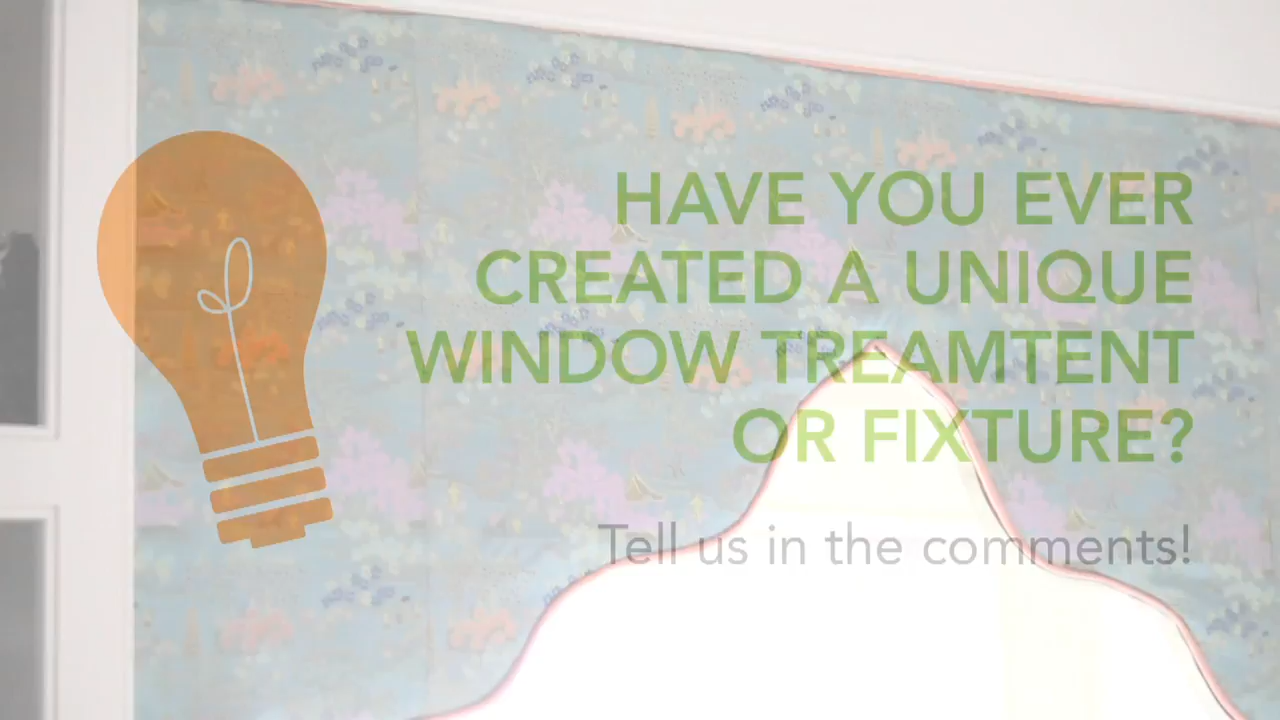 HAVE YOU EVER
CREATED A UNIQUE
WINDOW TREAMTENT
OR FIXTURE?
Tell us in the comments!